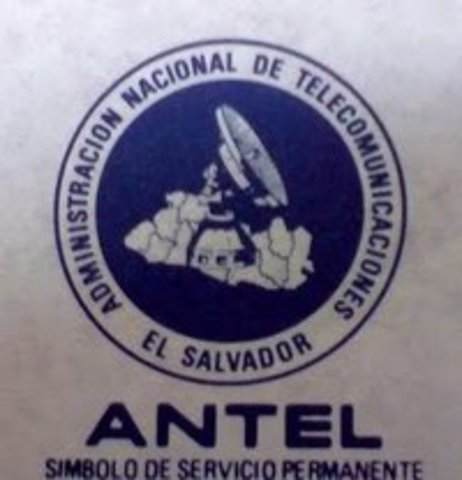 ADMINISTRACION NACIONAL DE TELECOMUNICACIONES
EL SALVADOR
ANTEL
SIMBOLO DE SERVICIO PERMANENTE